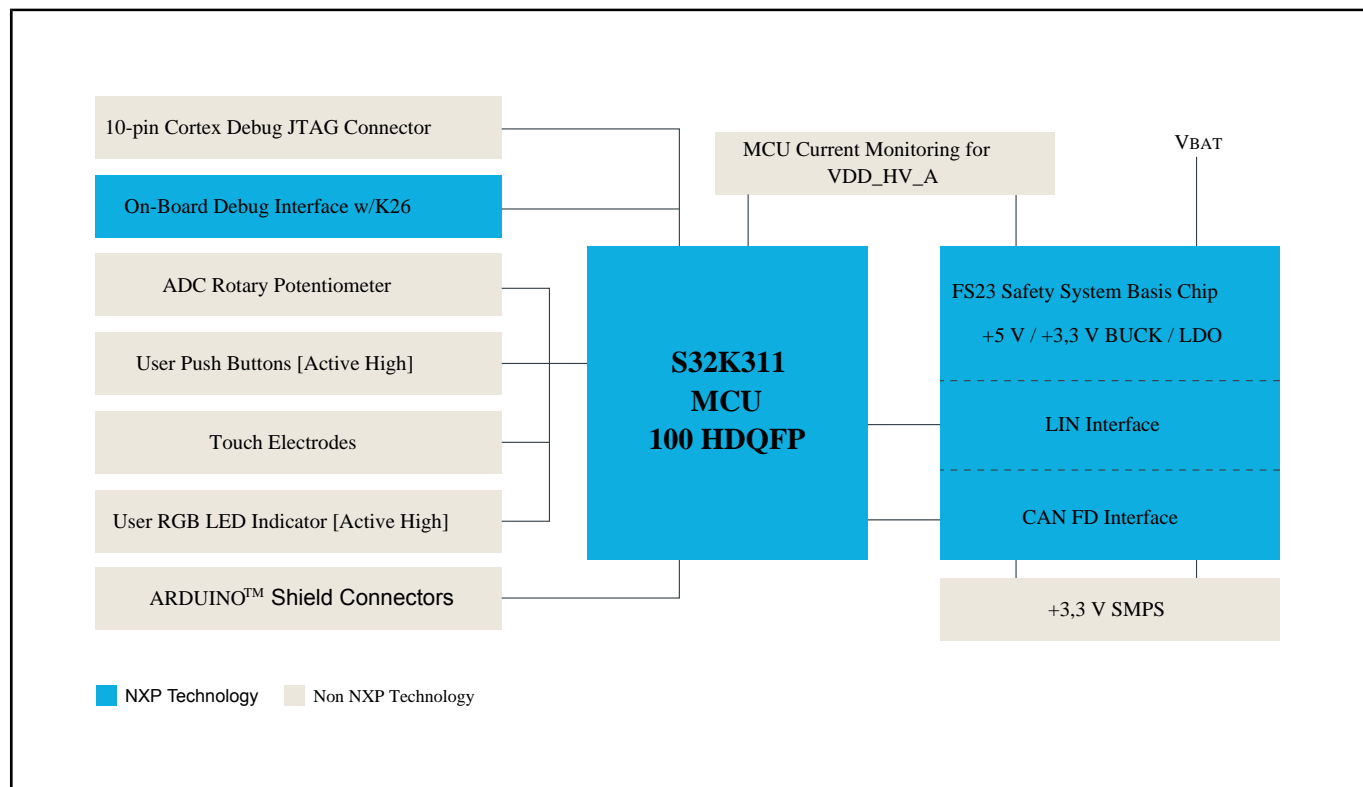 10-pin Cortex Debug JTAG Connector
On-Board Debug Interface w/K26
ADC Rotary Potentiometer
User Push Buttons [Active High]
Touch Electrodes
User RGB LED Indicator [Active High]
ARDUINO™ Shield Connectors
MCU Current Monitoring for
VDD_HV_A
VBAT
S32K311
MCU
100 HDQFP
FS23 Safety System Basis Chip
+5 V / +3,3 V BUCK / LDO
LIN Interface
CAN FD Interface
+3,3 V SMPS
NXP Technology
Non NXP Technology